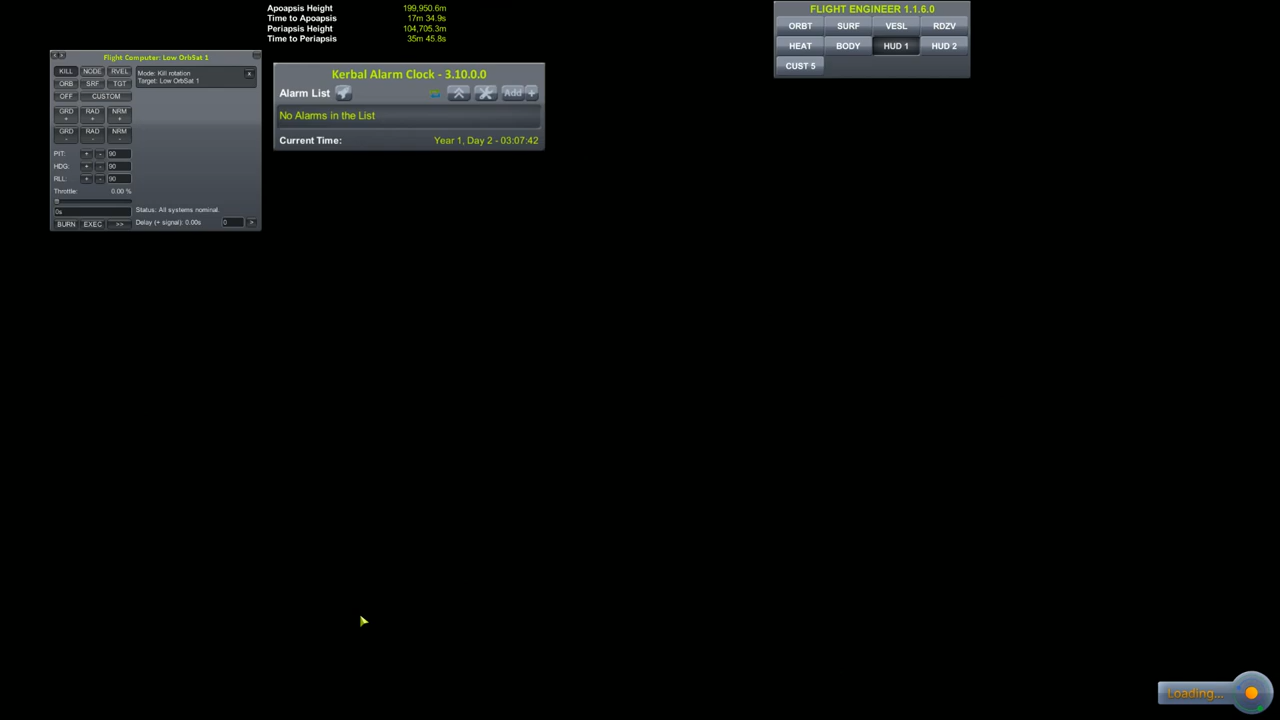 Apoapsis Height 199,950.6m
Time to Apoapsis 17m 34.9s
Periapsis Height 104,705.3m
Time to Periapsis 35m 45.8s
FLIGHT ENGINEER 1.1.6.0
ORBT SURF VESL RDZV
HEAT BODY HUD 1 HUD 2
CUST 5
Flight Computer: Low OrbSat 1
KILL NODE RVEL
ORB SRF TGT
OFF CUSTOM
GRD + RAD + NRM +
GRD - RAD - NRM -
PIT: + - 90
HDG: + - 90
RLL: + - 90
Throttle: 0.00 %
0s
BURN EXEC >>
Mode: Kill rotation x
Target: Low OrbSat 1
Status: All systems nominal.
Delay (+ signal): 0.00s 0 >
Kerbal Alarm Clock - 3.10.0.0
Alarm List Add +
No Alarms in the List
Current Time: Year 1, Day 2 - 03:07:42
Loading...